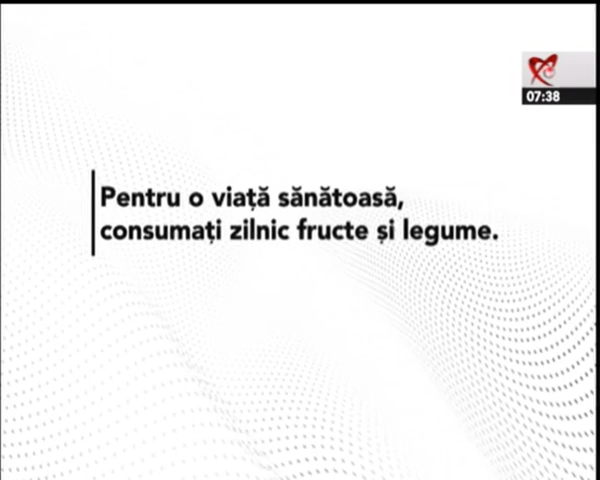 07:38
Pentru o viață sănătoasă,
consumați zilnic fructe și legume.